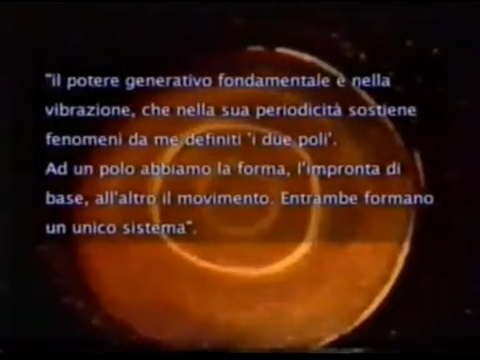 "il potere generativo fondamentale è nella
vibrazione, che nella sua periodicità sostiene
fenomeni da me definiti 'i due poli'.
Ad un polo abbiamo la forma, l'impronta di
base, all'altro il movimento. Entrambe formano
un unico sistema".